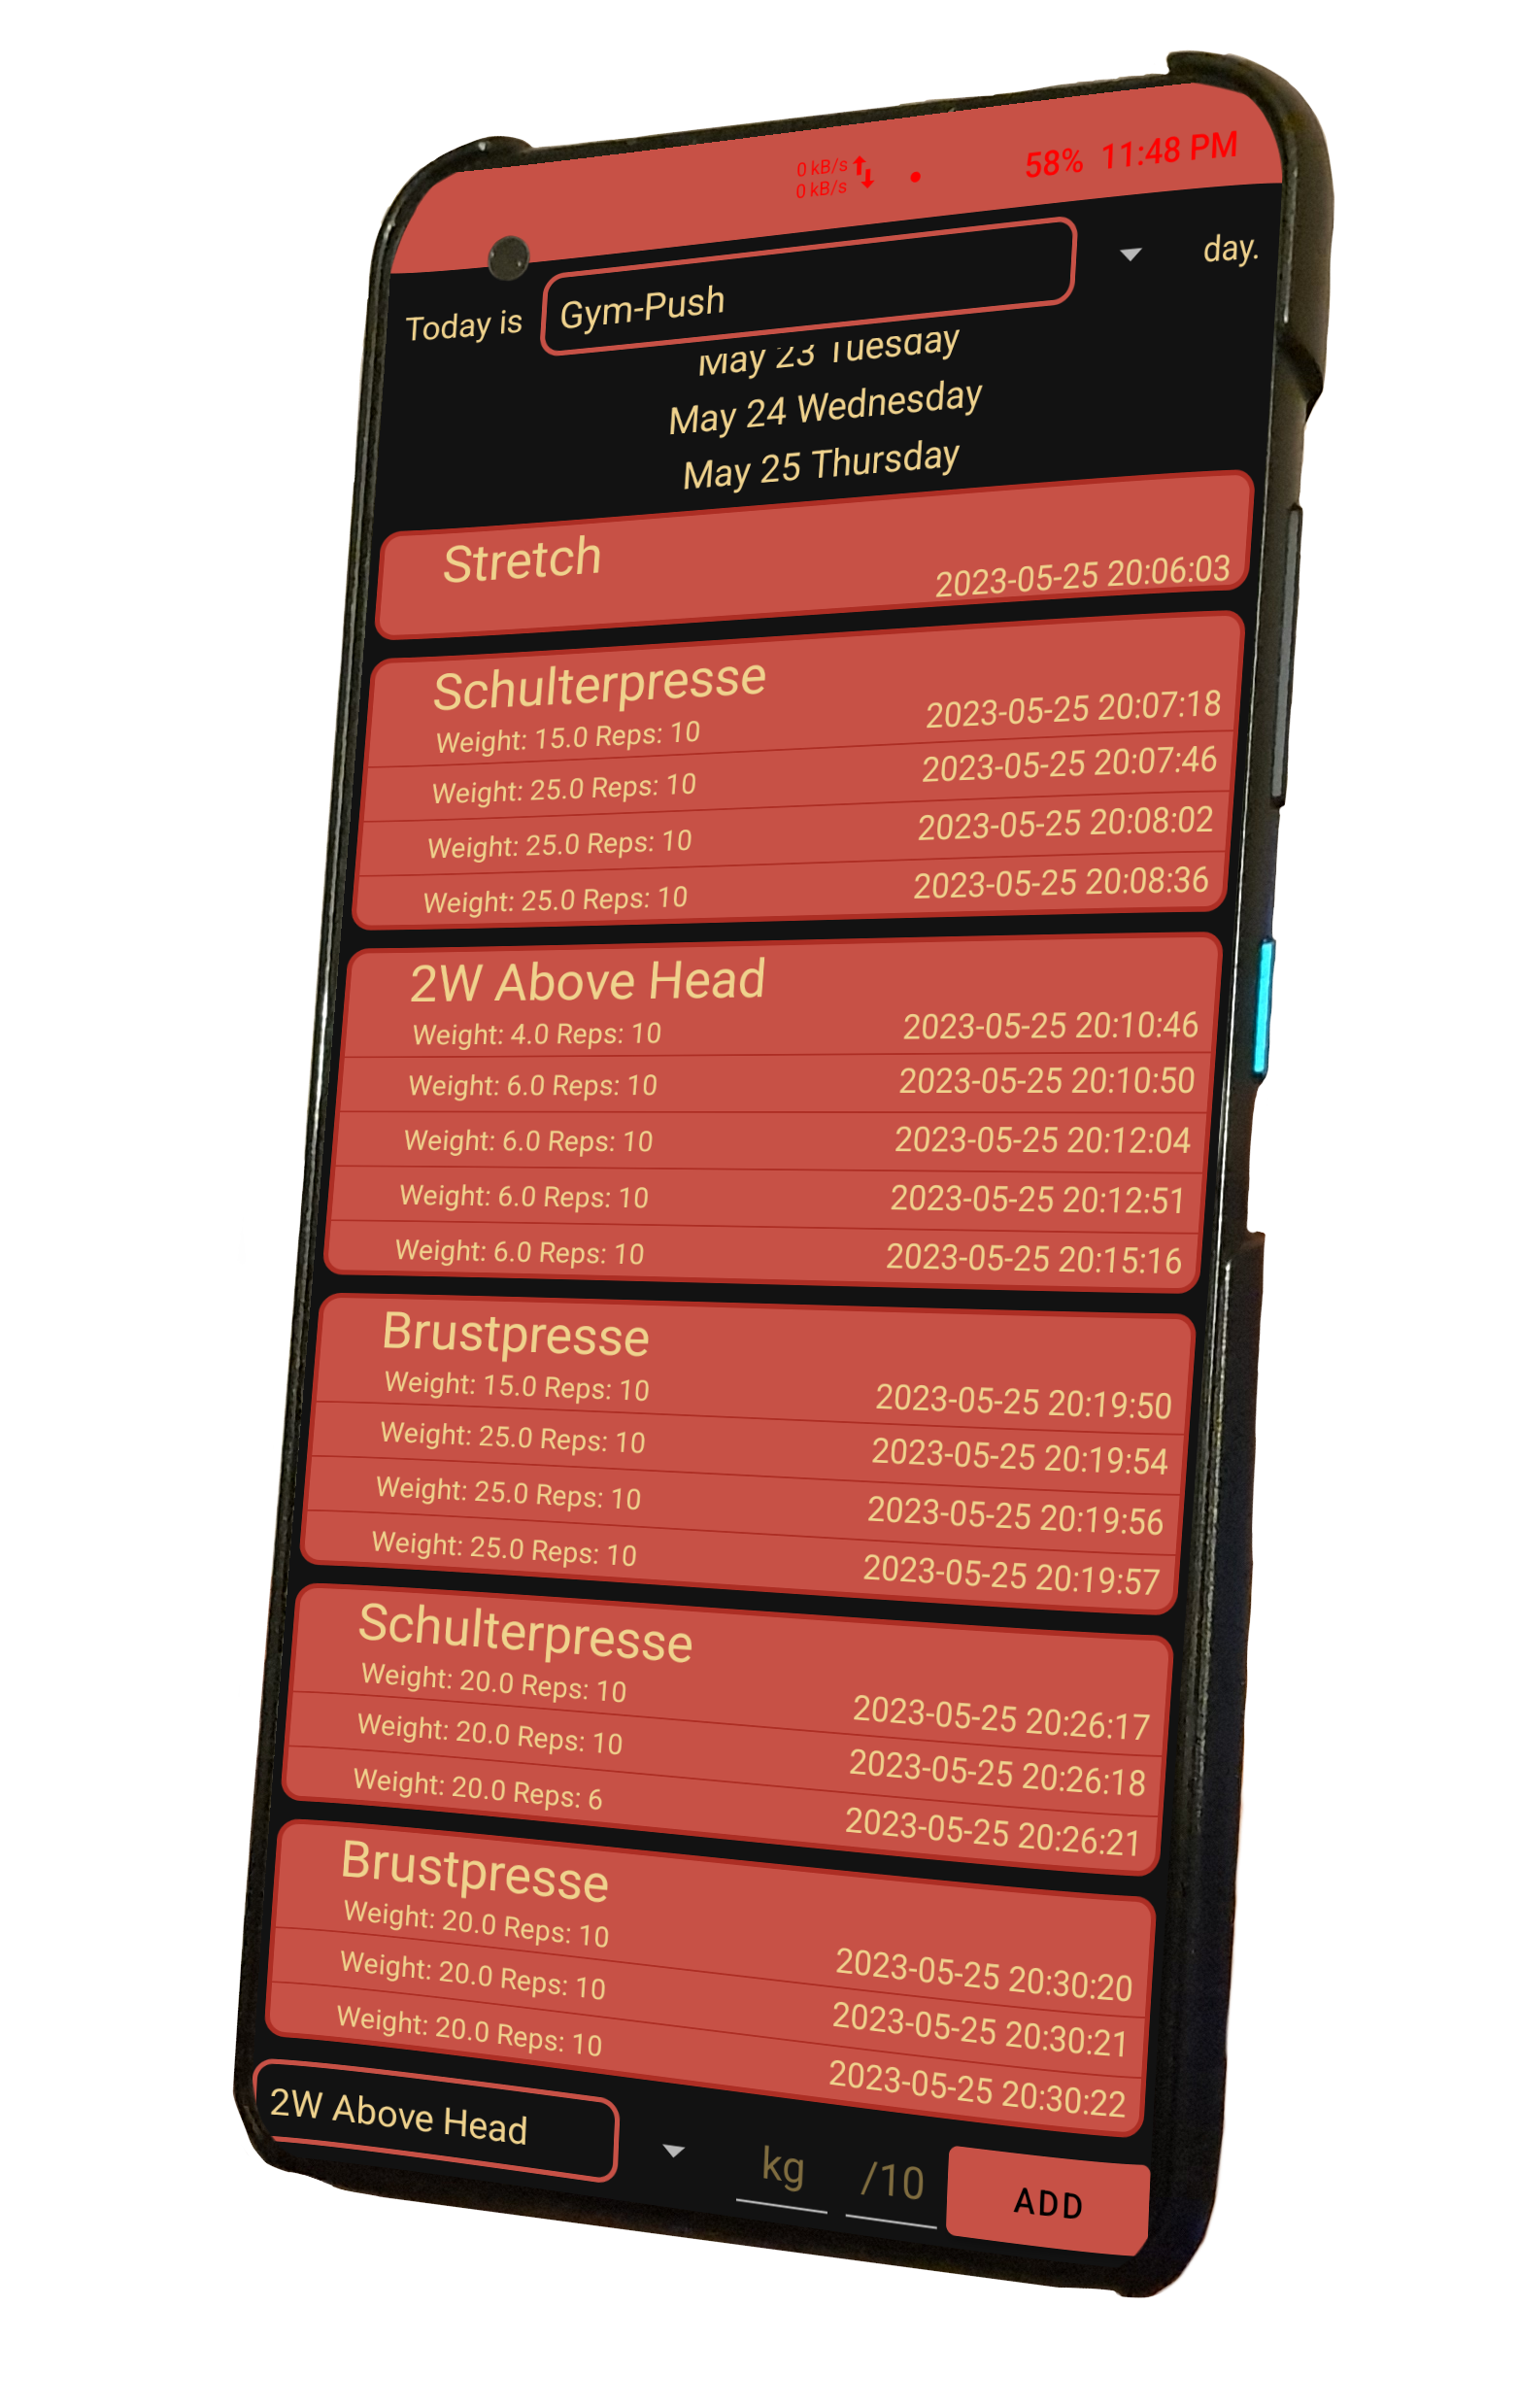 0 kB/s
0 kB/s
58% 11:48 PM
Today is Gym-Push day.
May 23 Tuesday
May 24 Wednesday
May 25 Thursday
Stretch
2023-05-25 20:06:03
Schulterpresse
Weight: 15.0 Reps: 10 2023-05-25 20:07:18
Weight: 25.0 Reps: 10 2023-05-25 20:07:46
Weight: 25.0 Reps: 10 2023-05-25 20:08:02
Weight: 25.0 Reps: 10 2023-05-25 20:08:36
2W Above Head
Weight: 4.0 Reps: 10 2023-05-25 20:10:46
Weight: 6.0 Reps: 10 2023-05-25 20:10:50
Weight: 6.0 Reps: 10 2023-05-25 20:12:04
Weight: 6.0 Reps: 10 2023-05-25 20:12:51
Weight: 6.0 Reps: 10 2023-05-25 20:15:16
Brustpresse
Weight: 15.0 Reps: 10 2023-05-25 20:19:50
Weight: 25.0 Reps: 10 2023-05-25 20:19:54
Weight: 25.0 Reps: 10 2023-05-25 20:19:56
Weight: 25.0 Reps: 10 2023-05-25 20:19:57
Schulterpresse
Weight: 20.0 Reps: 10 2023-05-25 20:26:17
Weight: 20.0 Reps: 10 2023-05-25 20:26:18
Weight: 20.0 Reps: 6 2023-05-25 20:26:21
Brustpresse
Weight: 20.0 Reps: 10 2023-05-25 20:30:20
Weight: 20.0 Reps: 10 2023-05-25 20:30:21
Weight: 20.0 Reps: 10 2023-05-25 20:30:22
2W Above Head kg /10 ADD